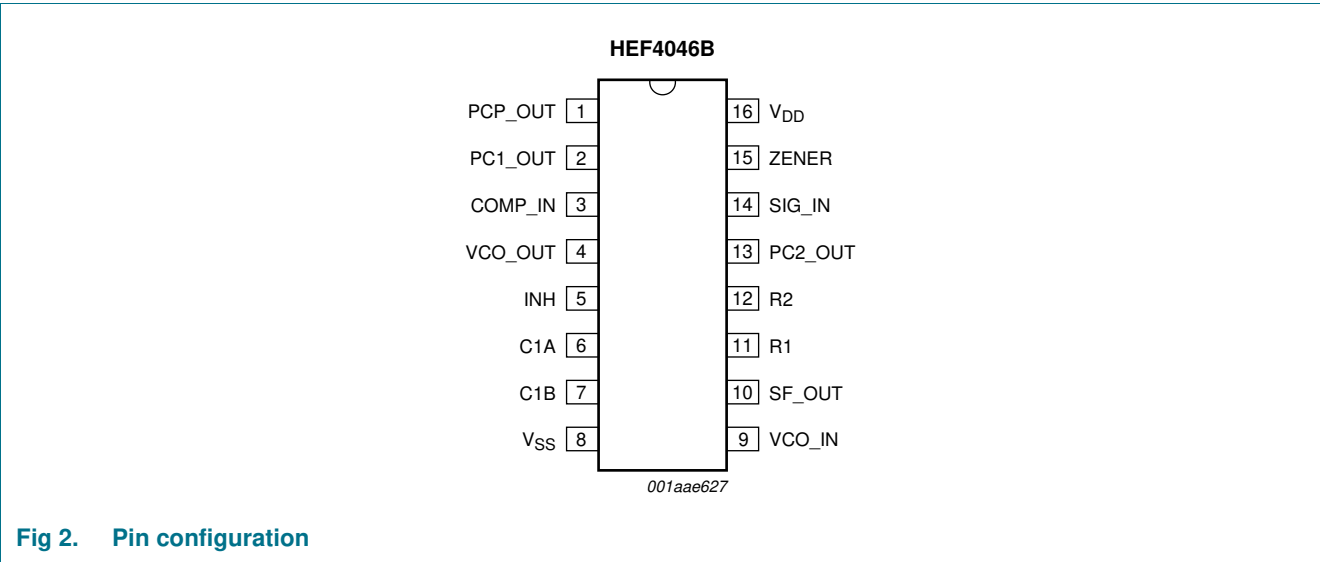 HEF4046B
PCP_OUT 1 16 VDD
PC1_OUT 2 15 ZENER
COMP_IN 3 14 SIG_IN
VCO_OUT 4 13 PC2_OUT
INH 5 12 R2
C1A 6 11 R1
C1B 7 10 SF_OUT
VSS 8 9 VCO_IN
001aae627
Fig 2. Pin configuration